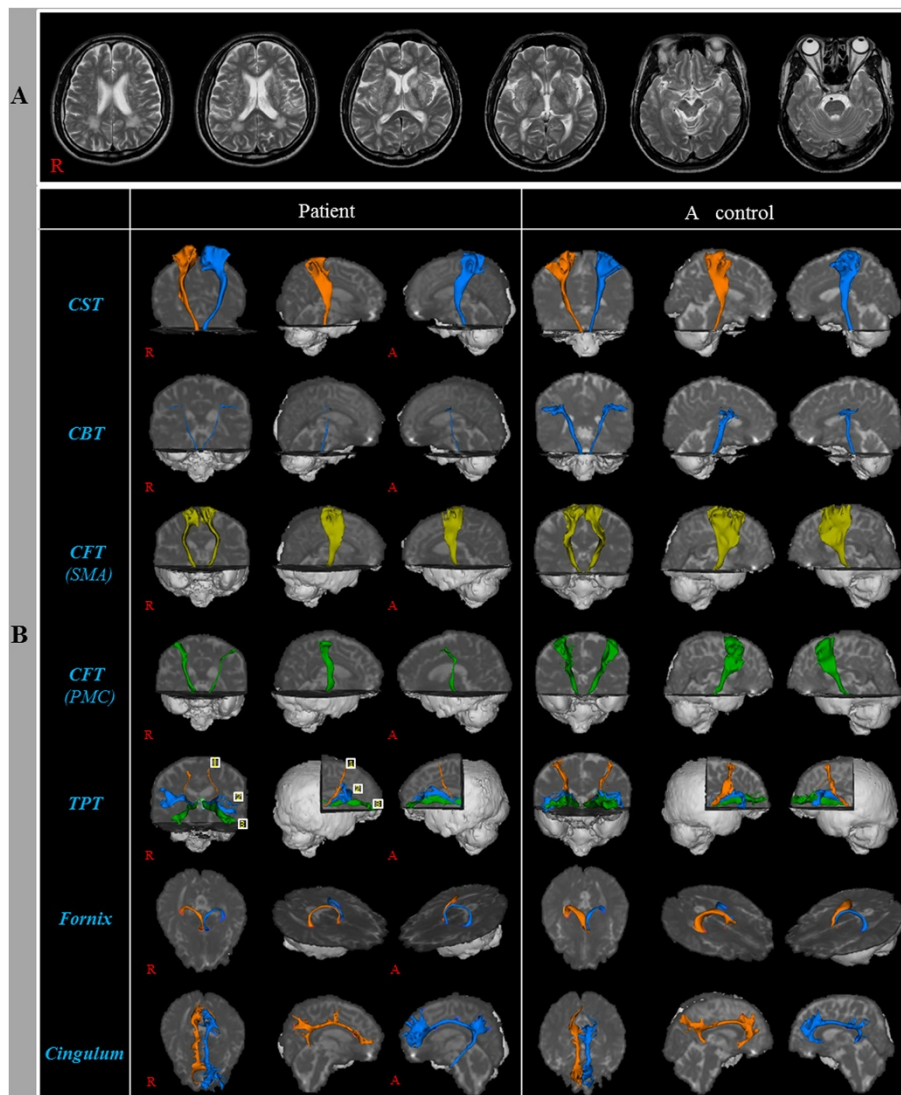 A
R
Patient
A control
CST
R
A
CBT
R
A
CFT
(SMA)
R
A
B
CFT
(PMC)
R
A
TPT
R
A
Fornix
R
A
Cingulum
R
A